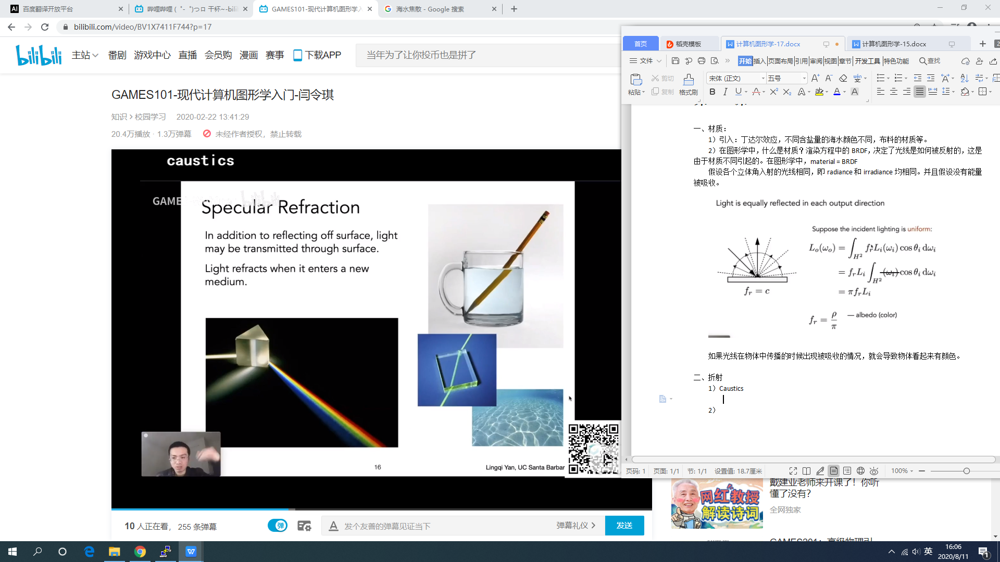 百度翻译开放平台
哔哩哔哩 (゜-゜)つロ 干杯~-bili
GAMES101-现代计算机图形学入
海水焦散 - Google 搜索
bilibili.com/video/BV1X7411F744?p=17
bilibili
主站
番剧
游戏中心
直播
会员购
漫画
赛事
下载APP
当年为了让你投币也是拼了
GAMES101-现代计算机图形学入门-闫令琪
知识 > 校园学习 2020-02-22 13:41:29
20.4万播放 · 1.3万弹幕 未经作者授权，禁止转载
caustics
GAME
bilibili
Specular Refraction
In addition to reflecting off surface, light
may be transmitted through surface.
Light refracts when it enters a new
medium.
16
Lingqi Yan, UC Santa Barbar
10 人正在看， 255 条弹幕
弹
发个友善的弹幕见证当下
弹幕礼仪 >
发送
首页
稻壳模板
计算机图形学-17.docx
计算机图形学-15.docx
文件
开始
插入
页面布局
引用
审阅
视图
章节
开发工具
特色功能
查找
粘贴
剪切
复制
格式刷
宋体 (正文)
五号
一、材质：
1）引入：丁达尔效应，不同含盐量的海水颜色不同，布料的材质等。
2）在图形学中，什么是材质？渲染方程中的 BRDF，决定了光线是如何被反射的，这是
由于材质不同引起的。在图形学中，material = BRDF
假设各个立体角入射的光线相同，即 radiance 和 irradiance 均相同。并且假设没有能量
被吸收。
Light is equally reflected in each output direction
Suppose the incident lighting is uniform:
L_o(ω_o) = ∫_{H²} f_r L_i(ω_i) cos θ_i dω_i
= f_r L_i ∫_{H²} (ω_i) cos θ_i dω_i
= π f_r L_i
f_r = c
f_r = ρ/π — albedo (color)
如果光线在物体中传播的时候出现被吸收的情况，就会导致物体看起来有颜色。
二、折射
1）Caustics
2）
页码: 1 页面: 1/1 节: 1/1 设置值: 18.7厘米
100%
网红教授
解读诗词
戴建业老师来开课了！你听
懂了没有？
全网独家
GAMES201：高级物理引
英
16:06
2020/8/11
1